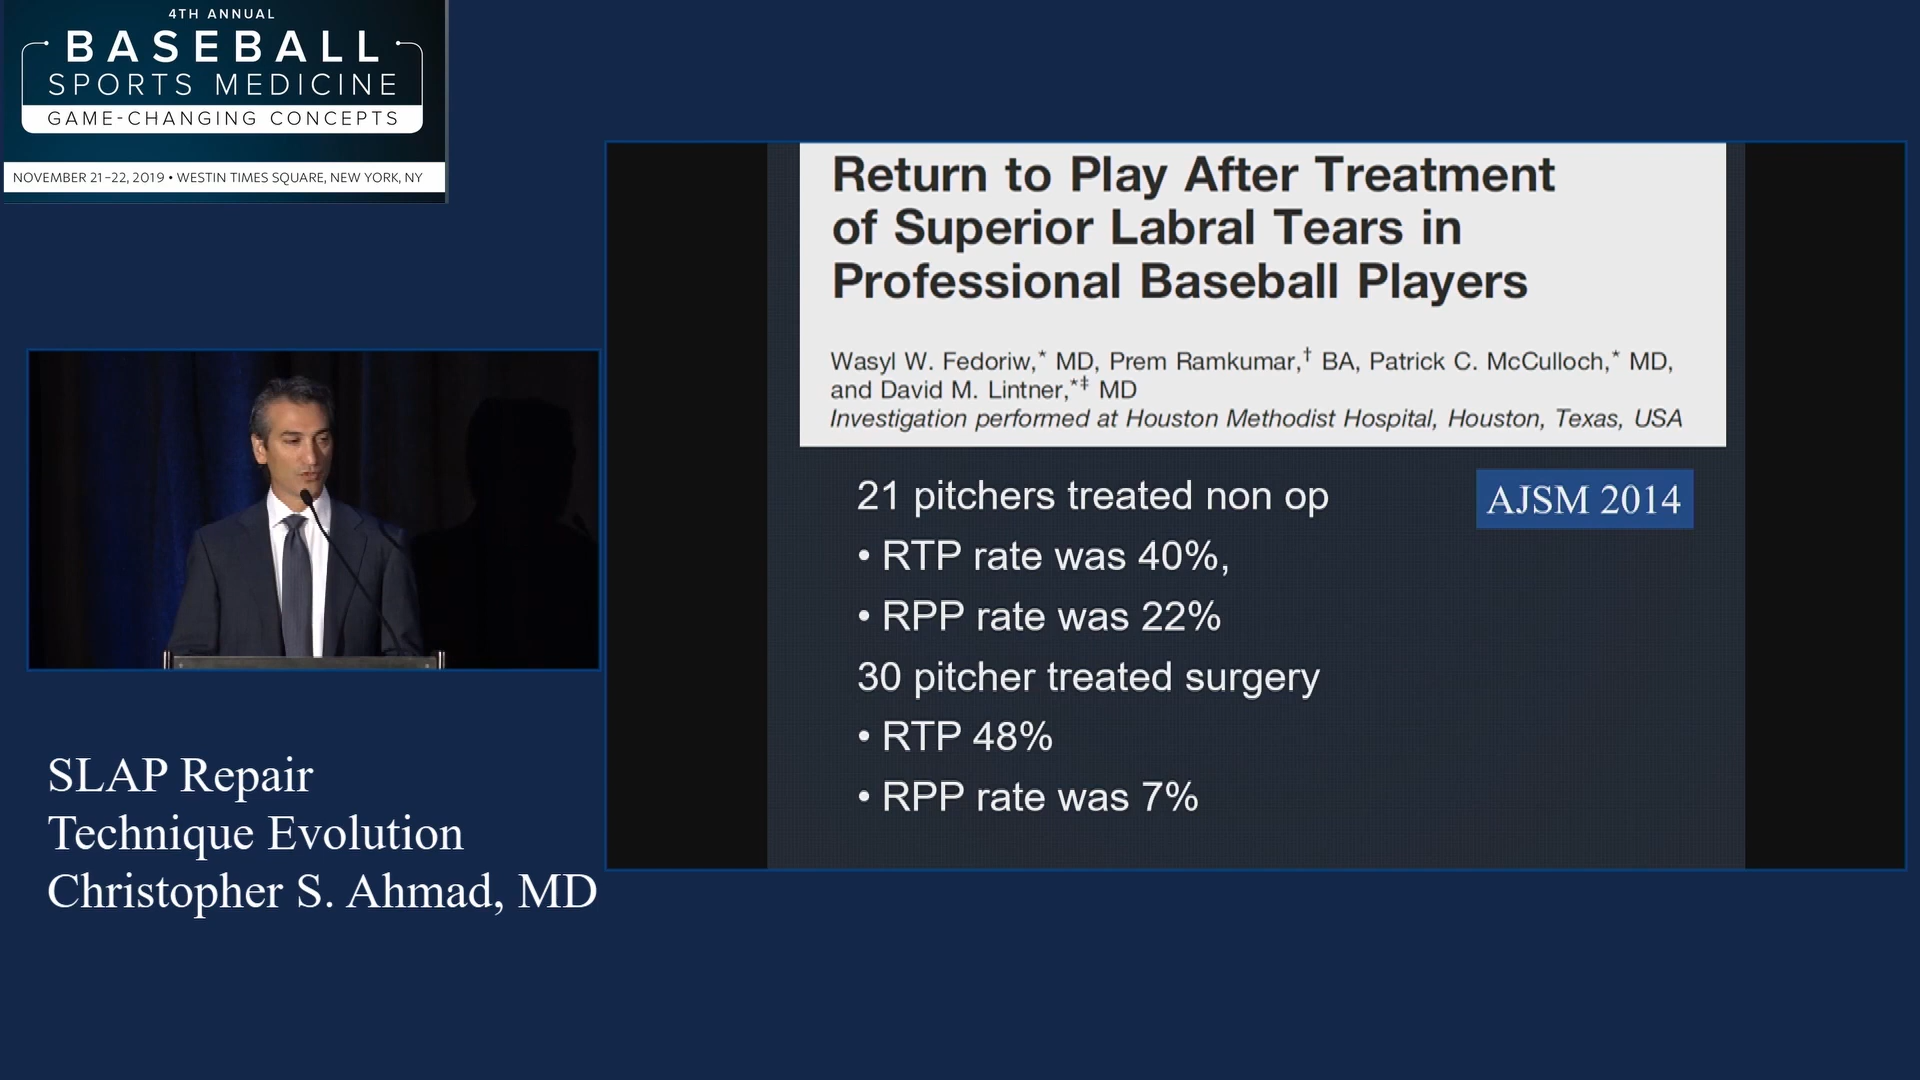 4TH ANNUAL
BASEBALL
SPORTS MEDICINE
GAME-CHANGING CONCEPTS
NOVEMBER 21-22, 2019 • WESTIN TIMES SQUARE, NEW YORK, NY
Return to Play After Treatment
of Superior Labral Tears in
Professional Baseball Players
Wasyl W. Fedoriw,* MD, Prem Ramkumar,† BA, Patrick C. McCulloch,* MD,
and David M. Lintner,*‡ MD
Investigation performed at Houston Methodist Hospital, Houston, Texas, USA
21 pitchers treated non op
AJSM 2014
• RTP rate was 40%,
• RPP rate was 22%
30 pitcher treated surgery
• RTP 48%
• RPP rate was 7%
SLAP Repair
Technique Evolution
Christopher S. Ahmad, MD